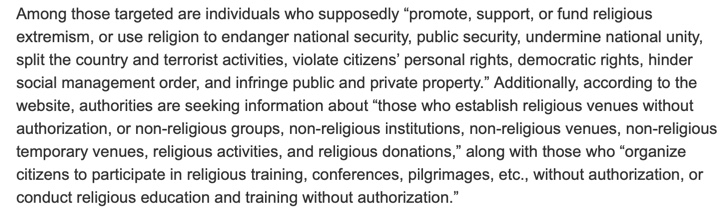 Among those targeted are individuals who supposedly “promote, support, or fund religious
extremism, or use religion to endanger national security, public security, undermine national unity,
split the country and terrorist activities, violate citizens’ personal rights, democratic rights, hinder
social management order, and infringe public and private property.” Additionally, according to the
website, authorities are seeking information about “those who establish religious venues without
authorization, or non-religious groups, non-religious institutions, non-religious venues, non-religious
temporary venues, religious activities, and religious donations,” along with those who “organize
citizens to participate in religious training, conferences, pilgrimages, etc., without authorization, or
conduct religious education and training without authorization.”